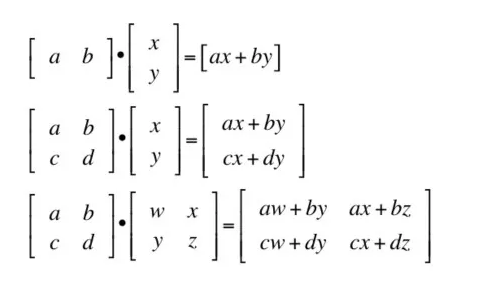 [ a b ] • [ x y ] = [ax + by]
[ a b c d ] • [ x y ] = [ ax + by cx + dy ]
[ a b c d ] • [ w x y z ] = [ aw + by ax + bz cw + dy cx + dz ]